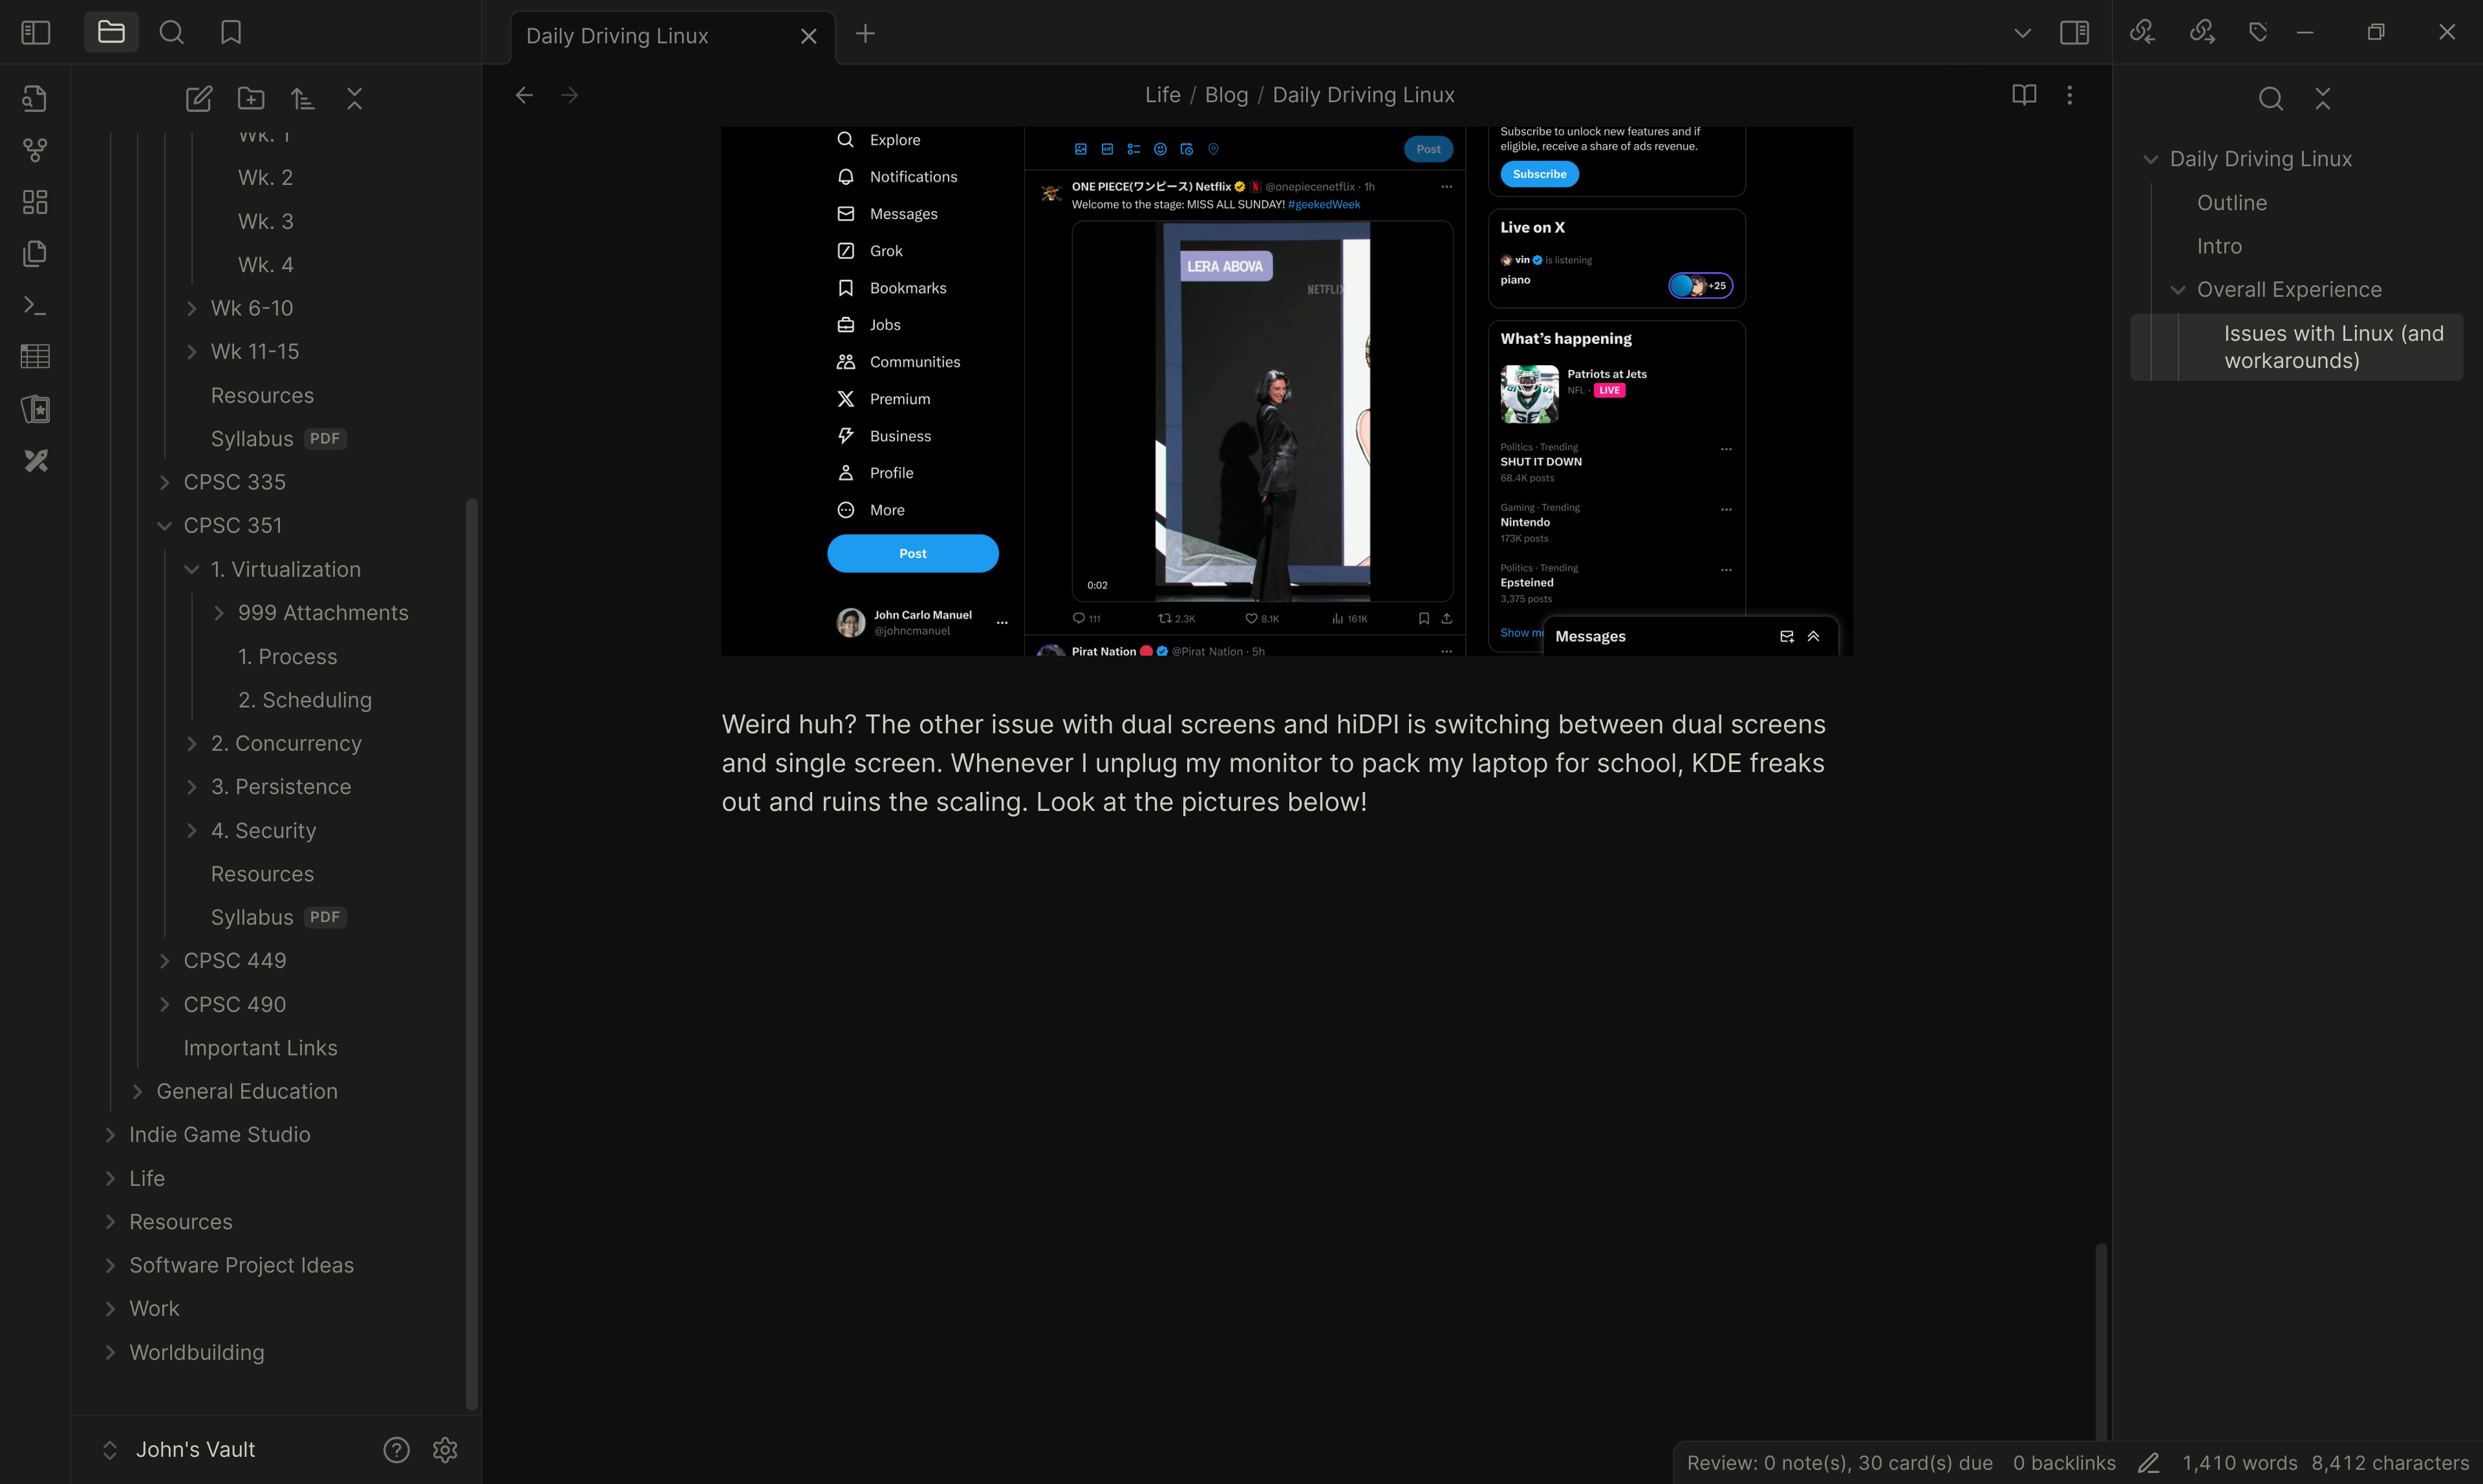 Daily Driving Linux
Life / Blog / Daily Driving Linux
Wk. 1
Wk. 2
Wk. 3
Wk. 4
Wk 6-10
Wk 11-15
Resources
Syllabus PDF
CPSC 335
CPSC 351
1. Virtualization
999 Attachments
1. Process
2. Scheduling
2. Concurrency
3. Persistence
4. Security
Resources
Syllabus PDF
CPSC 449
CPSC 490
Important Links
General Education
Indie Game Studio
Life
Resources
Software Project Ideas
Work
Worldbuilding
John's Vault
Explore
Notifications
Messages
Grok
Bookmarks
Jobs
Communities
Premium
Business
Profile
More
Post
John Carlo Manuel
@johncmanuel
Post
ONE PIECE(ワンピース) Netflix @onepiecenetflix · 1h
Welcome to the stage: MISS ALL SUNDAY! #geekedWeek
LERA ABOVA
NETFLIX
0:02
111 2.3K 8.1K 161K
Pirat Nation @Pirat Nation · 5h
Subscribe to unlock new features and if
eligible, receive a share of ads revenue.
Subscribe
Live on X
vin is listening
piano
+25
What's happening
Patriots at Jets
NFL · LIVE
Politics · Trending
SHUT IT DOWN
68.4K posts
Gaming · Trending
Nintendo
173K posts
Politics · Trending
Epsteined
3,375 posts
Show
Messages
Weird huh? The other issue with dual screens and hiDPI is switching between dual screens
and single screen. Whenever I unplug my monitor to pack my laptop for school, KDE freaks
out and ruins the scaling. Look at the pictures below!
Daily Driving Linux
Outline
Intro
Overall Experience
Issues with Linux (and
workarounds)
Review: 0 note(s), 30 card(s) due 0 backlinks 1,410 words 8,412 characters